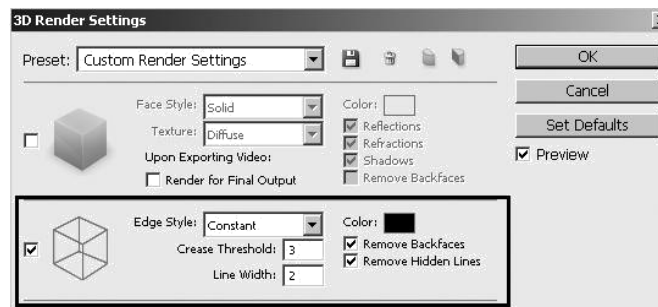 3D Render Settings
Preset: Custom Render Settings
OK
Cancel
Set Defaults
Preview
Face Style: Solid
Texture: Diffuse
Upon Exporting Video:
Render for Final Output
Color:
Reflections
Refractions
Shadows
Remove Backfaces
Edge Style: Constant
Crease Threshold: 3
Line Width: 2
Color:
Remove Backfaces
Remove Hidden Lines